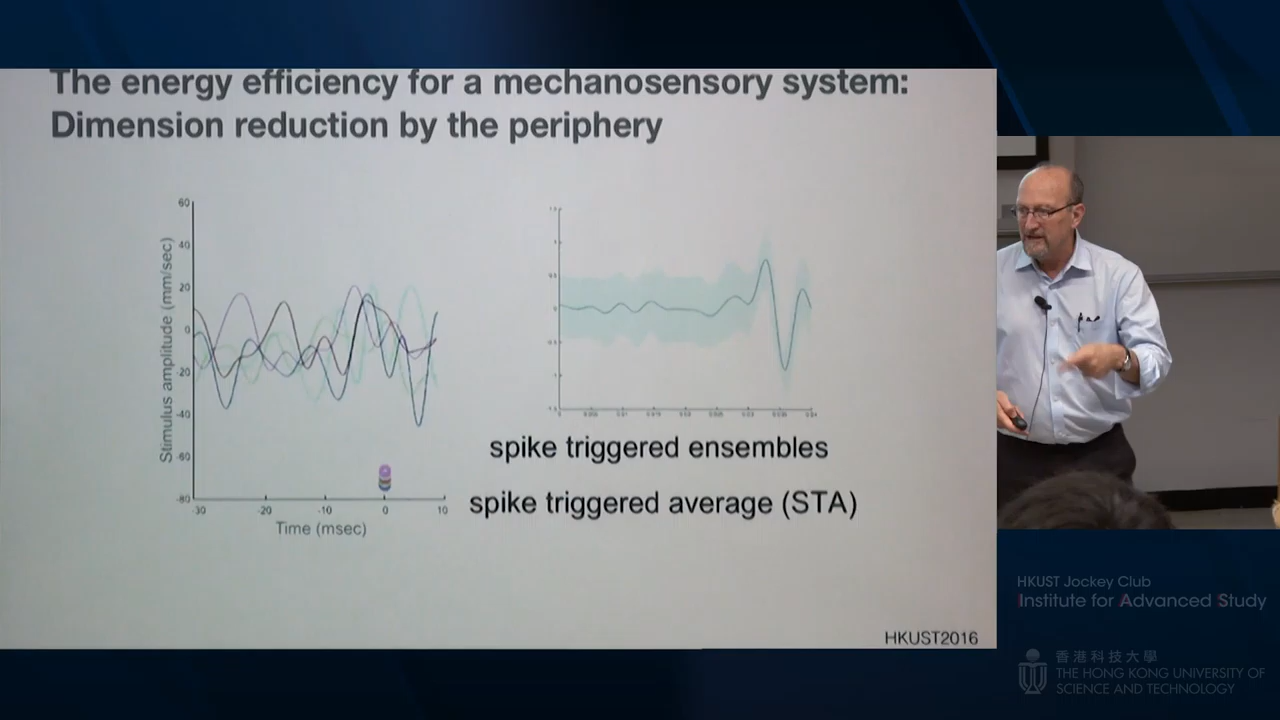 The energy efficiency for a mechanosensory system:
Dimension reduction by the periphery
60
40
20
0
-20
-40
-60
-80
Stimulus amplitude (mm/sec)
-30
-20
-10
0
10
Time (msec)
spike triggered ensembles
spike triggered average (STA)
HKUST2016
HKUST Jockey Club
Institute for Advanced Study
香港科技大學
THE HONG KONG UNIVERSITY OF
SCIENCE AND TECHNOLOGY